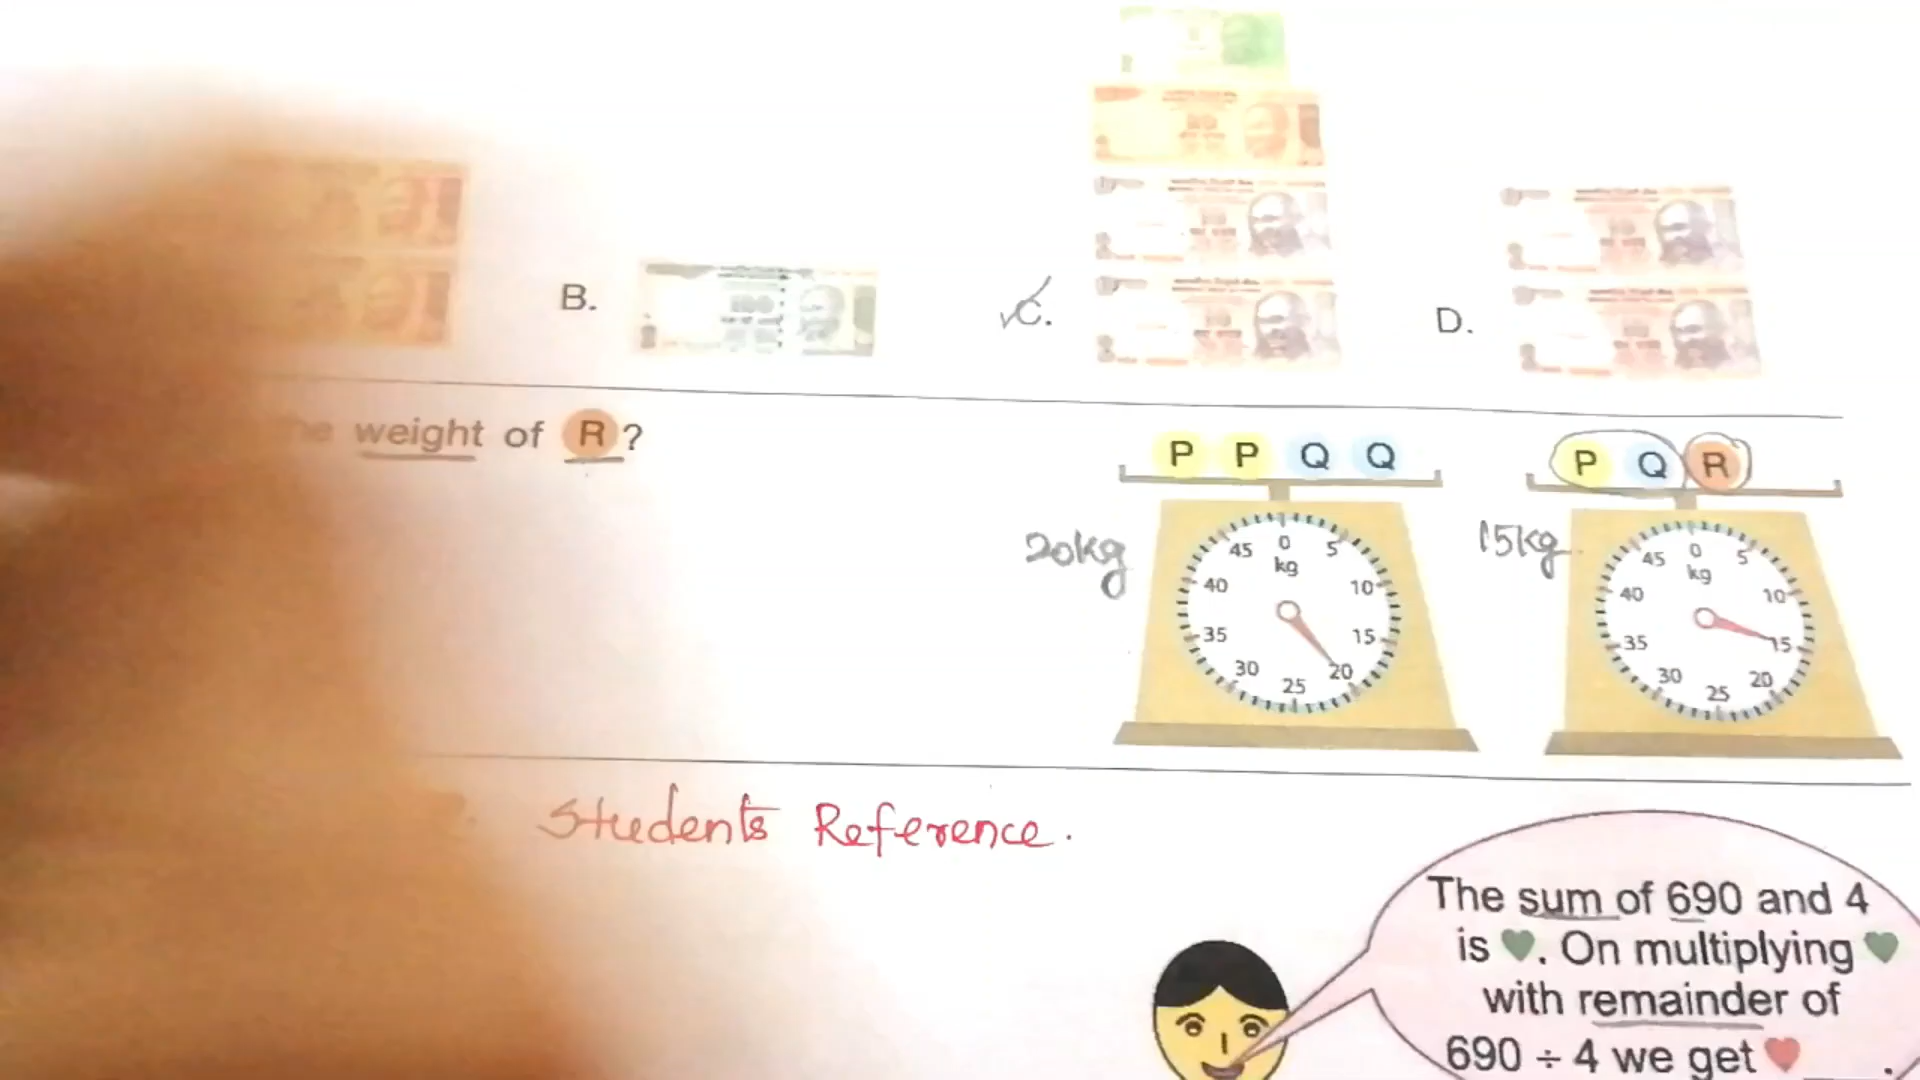 B.
C.
D.
weight of R ?
P P Q Q
P Q R
20kg
15kg
0
5
10
15
20
25
30
35
40
45
kg
0
5
10
15
20
25
30
35
40
45
kg
Students Reference.
The sum of 690 and 4
is 💚. On multiplying 💚
with remainder of
690 ÷ 4 we get ❤ ___.